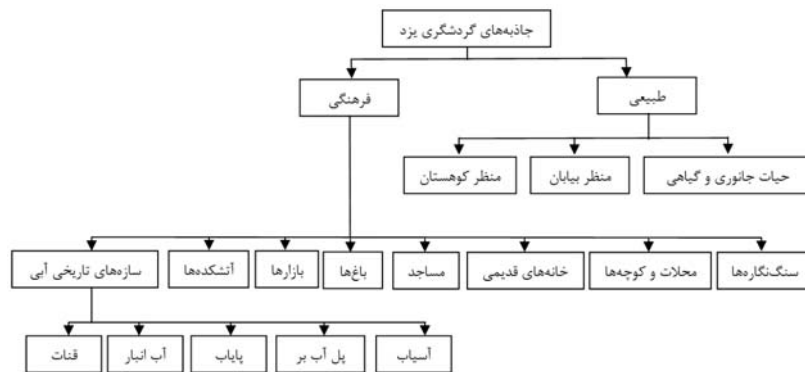 جاذبه‌های گردشگری یزد
طبیعی
فرهنگی
حیات جانوری و گیاهی
منظر بیابان
منظر کوهستان
سنگ‌نگاره‌ها
محلات و کوچه‌ها
خانه‌های قدیمی
مساجد
باغ‌ها
بازارها
آتشکده‌ها
سازه‌های تاریخی آبی
آسیاب
پل آب بر
پایاب
آب انبار
قنات